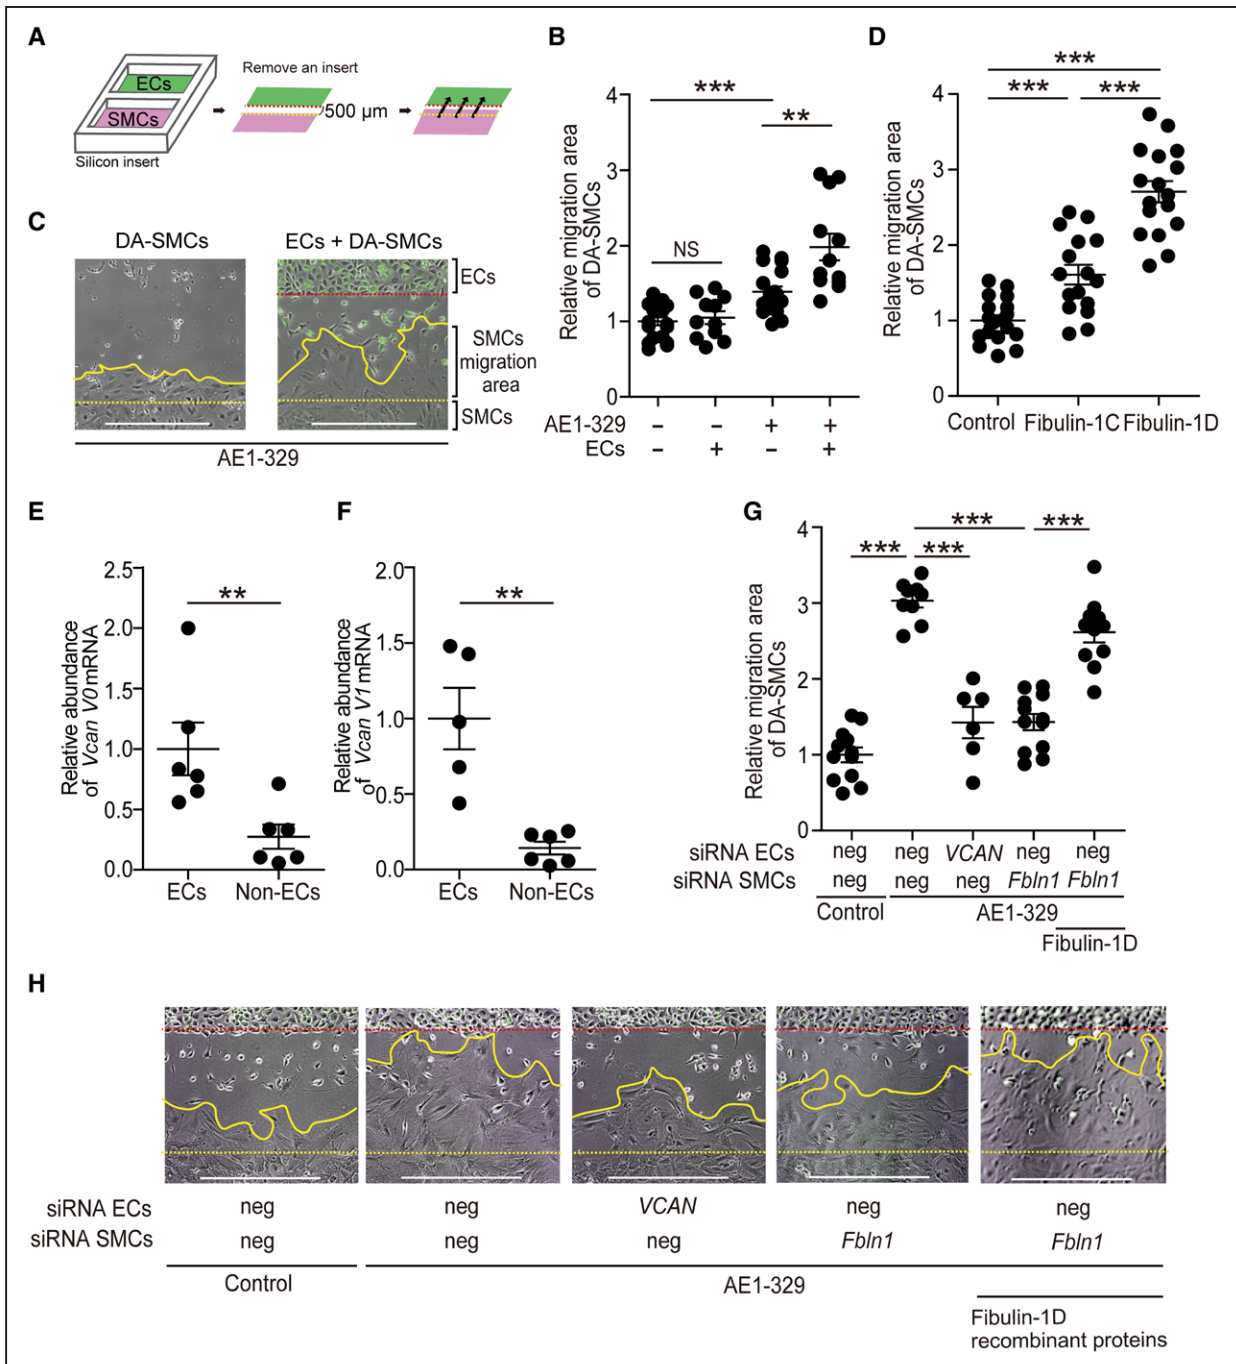 A
ECs
SMCs
Silicon insert
Remove an insert
500 µm
B
Relative migration area
of DA-SMCs
4
3
2
1
0
***
**
NS
AE1-329 – – + +
ECs – + – +
C
DA-SMCs
ECs + DA-SMCs
ECs
SMCs
migration
area
SMCs
AE1-329
D
Relative migration area
of DA-SMCs
4
3
2
1
0
***
*** ***
Control Fibulin-1C Fibulin-1D
E
Relative abundance
of Vcan V0 mRNA
2.5
2.0
1.5
1.0
0.5
0.0
**
ECs Non-ECs
F
Relative abundance
of Vcan V1 mRNA
2.0
1.5
1.0
0.5
0.0
**
ECs Non-ECs
G
Relative migration area
of DA-SMCs
4
3
2
1
0
*** ***
*** ***
siRNA ECs neg neg VCAN neg neg
siRNA SMCs neg neg neg Fbln1 Fbln1
Control AE1-329
Fibulin-1D
H
siRNA ECs neg neg VCAN neg neg
siRNA SMCs neg neg neg Fbln1 Fbln1
Control AE1-329
Fibulin-1D
recombinant proteins